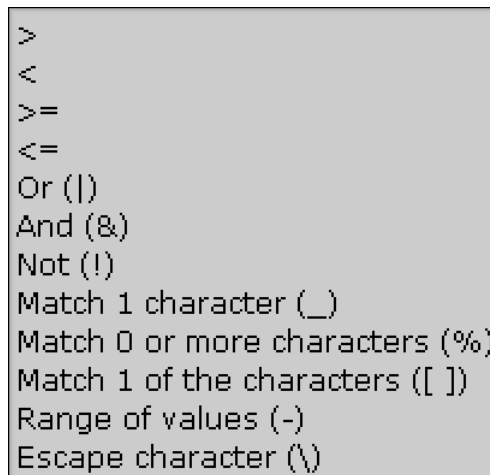 >
<
>=
<=
Or (|)
And (&)
Not (!)
Match 1 character (_)
Match 0 or more characters (%)
Match 1 of the characters ([ ])
Range of values (-)
Escape character (\)